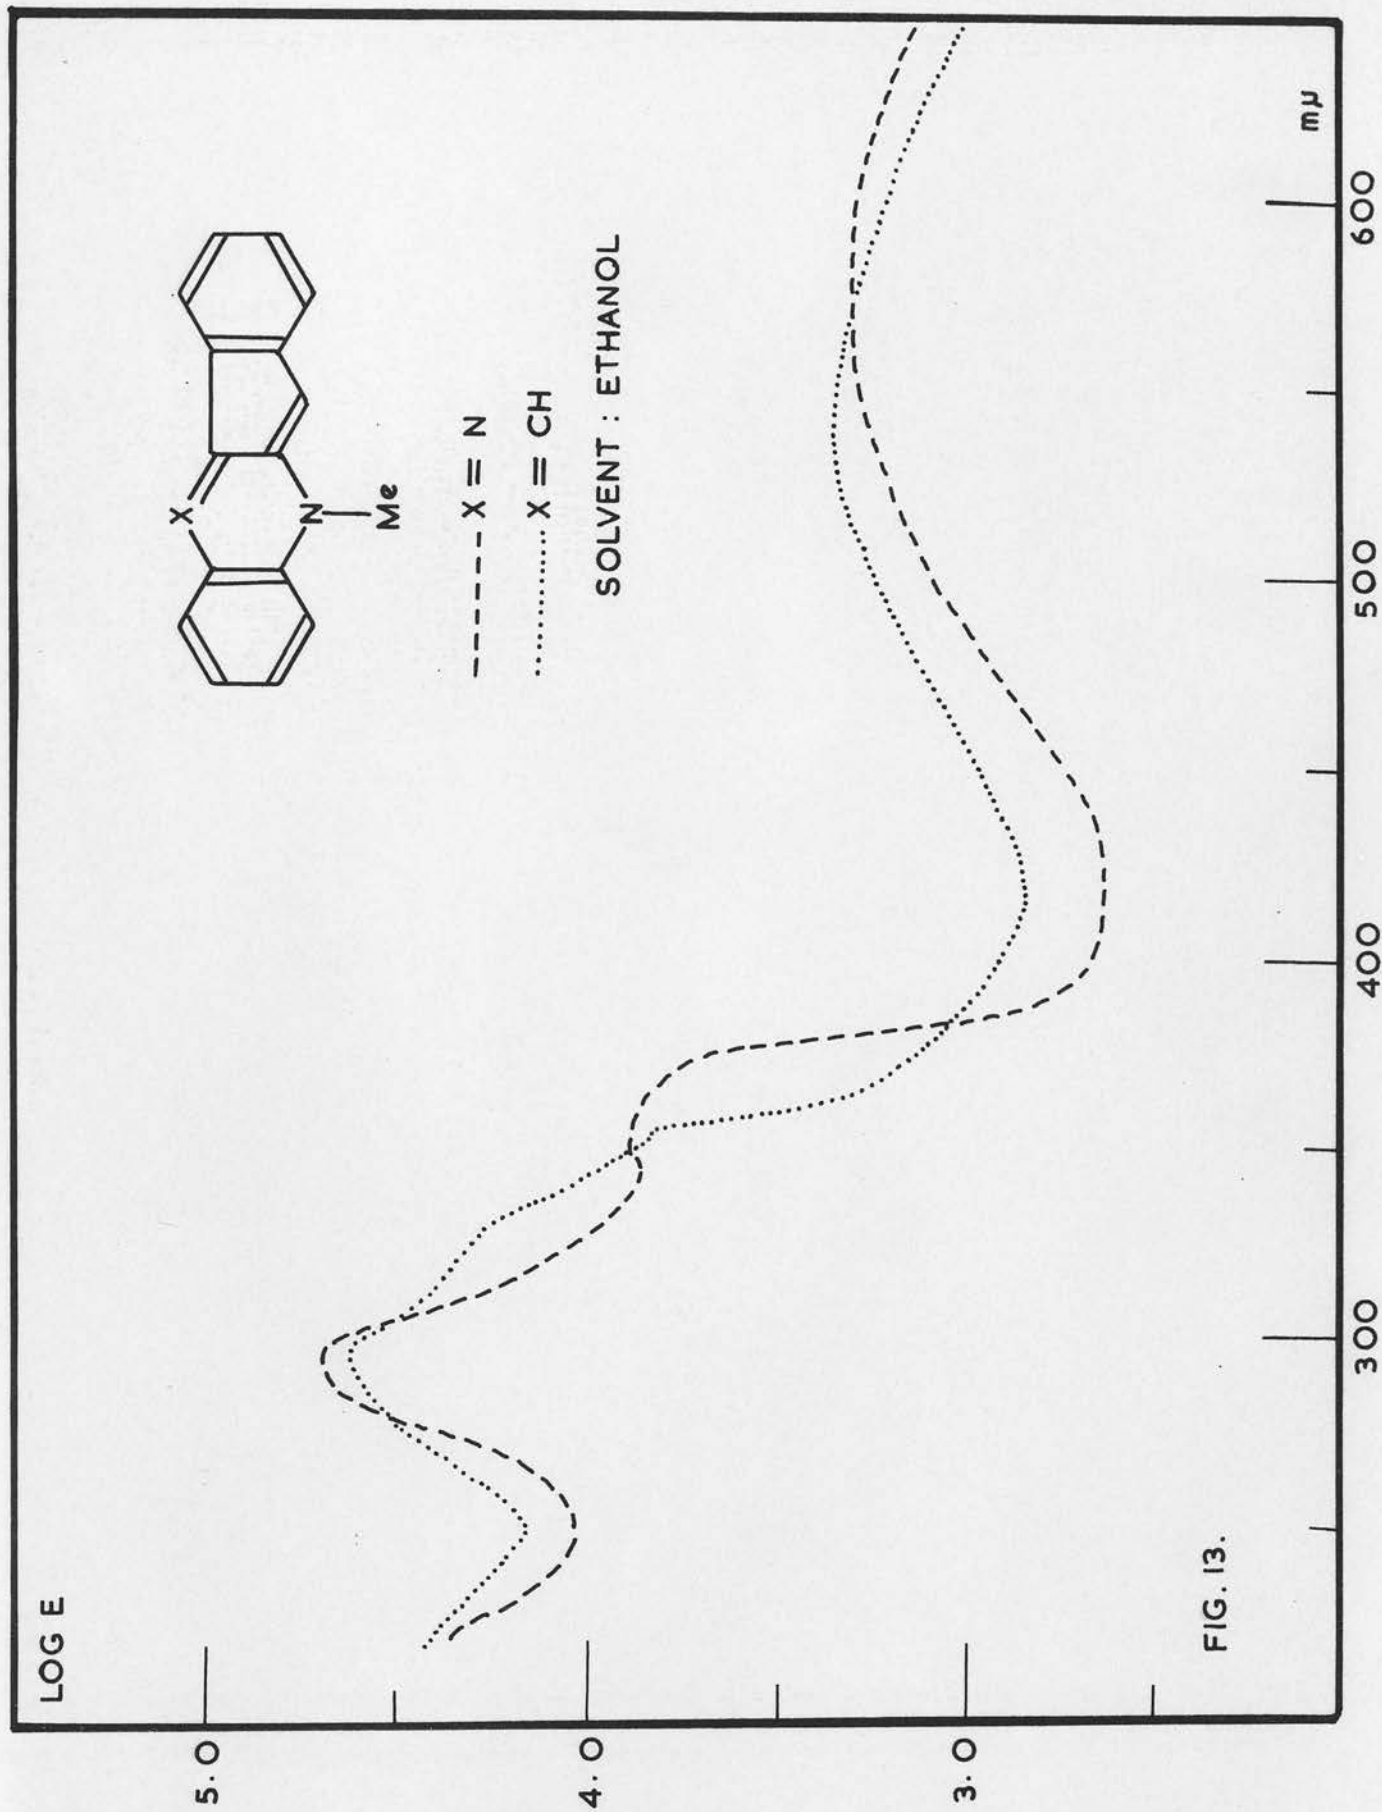 LOG E
X
N
Me
X = N
X = CH
SOLVENT : ETHANOL
5.0
4.0
3.0
FIG. 13.
300
400
500
600
mμ